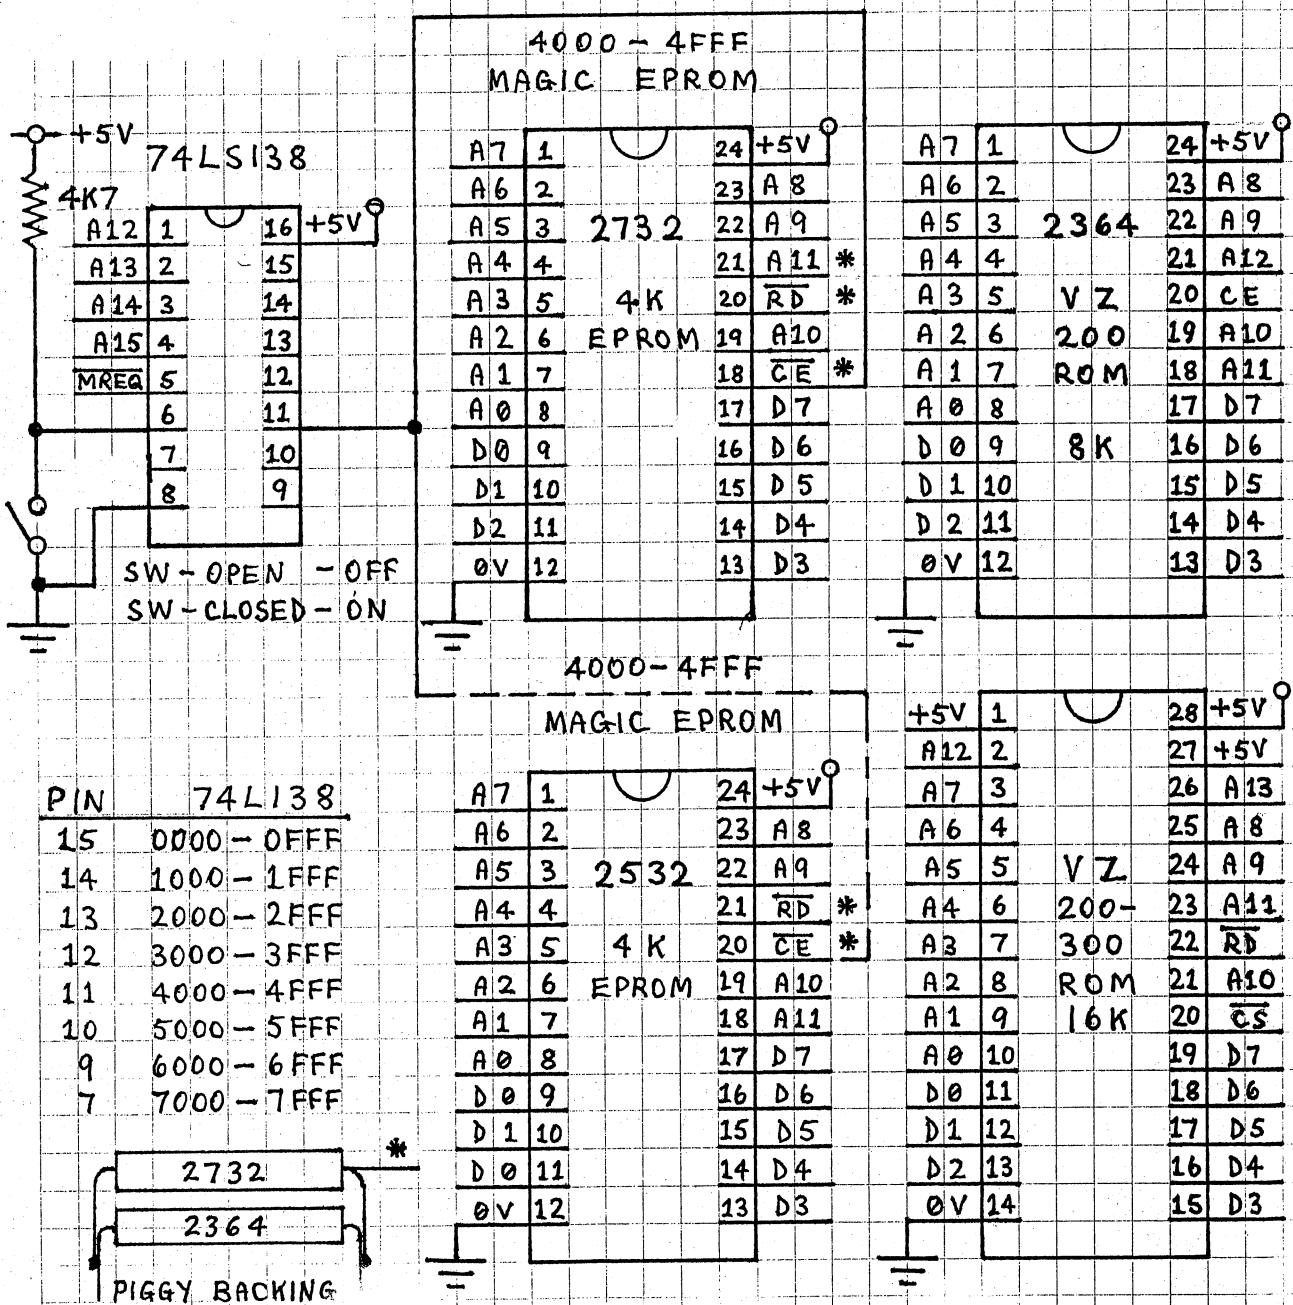 4000 - 4FFF
MAGIC EPROM
+5V
4K7
74LS138
A12 1 16 +5V
A13 2 15
A14 3 14
A15 4 13
M̅R̅E̅Q̅ 5 12
6 11
7 10
8 9
SW - OPEN - OFF
SW - CLOSED - ON
A7 1 24 +5V
A6 2 23 A8
A5 3 2732 22 A9
A4 4 21 A11 *
A3 5 4K 20 R̅D̅ *
A2 6 EPROM 19 A10
A1 7 18 C̅E̅ *
A0 8 17 D7
D0 9 16 D6
D1 10 15 D5
D2 11 14 D4
0V 12 13 D3
A7 1 24 +5V
A6 2 23 A8
A5 3 2364 22 A9
A4 4 21 A12
A3 5 VZ 20 CE
A2 6 200 19 A10
A1 7 ROM 18 A11
A0 8 17 D7
D0 9 8K 16 D6
D1 10 15 D5
D2 11 14 D4
0V 12 13 D3
4000 - 4FFF
MAGIC EPROM
A7 1 24 +5V
A6 2 23 A8
A5 3 2532 22 A9
A4 4 21 R̅D̅ *
A3 5 4K 20 C̅E̅ *
A2 6 EPROM 19 A10
A1 7 18 A11
A0 8 17 D7
D0 9 16 D6
D1 10 15 D5
D0 11 14 D4
0V 12 13 D3
+5V 1 28 +5V
A12 2 27 +5V
A7 3 26 A13
A6 4 25 A8
A5 5 VZ 24 A9
A4 6 200- 23 A11
A3 7 300 22 R̅D̅
A2 8 ROM 21 A10
A1 9 16K 20 C̅S̅
A0 10 19 D7
D0 11 18 D6
D1 12 17 D5
D2 13 16 D4
0V 14 15 D3
PIN 74L138
15 0000 - 0FFF
14 1000 - 1FFF
13 2000 - 2FFF
12 3000 - 3FFF
11 4000 - 4FFF
10 5000 - 5FFF
9 6000 - 6FFF
7 7000 - 7FFF
*
2732
2364
PIGGY BACKING